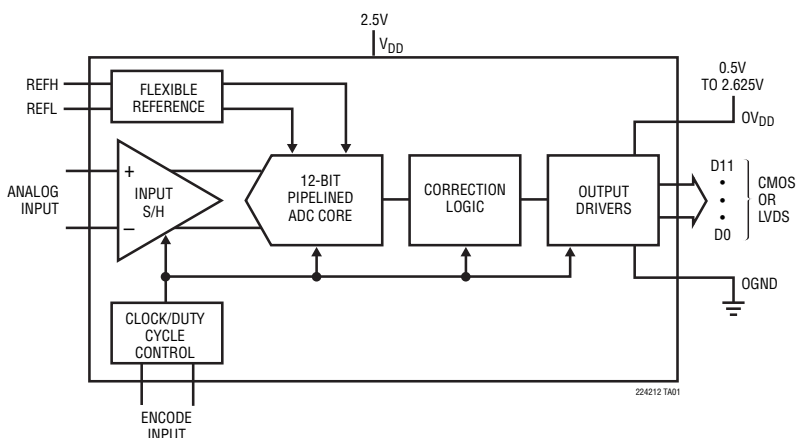 2.5V
VDD
0.5V
TO 2.625V
OVDD
REFH
REFL
FLEXIBLE
REFERENCE
ANALOG
INPUT
+
−
INPUT
S/H
12-BIT
PIPELINED
ADC CORE
CORRECTION
LOGIC
OUTPUT
DRIVERS
D11
•
•
•
D0
CMOS
OR
LVDS
OGND
CLOCK/DUTY
CYCLE
CONTROL
224212 TA01
ENCODE
INPUT